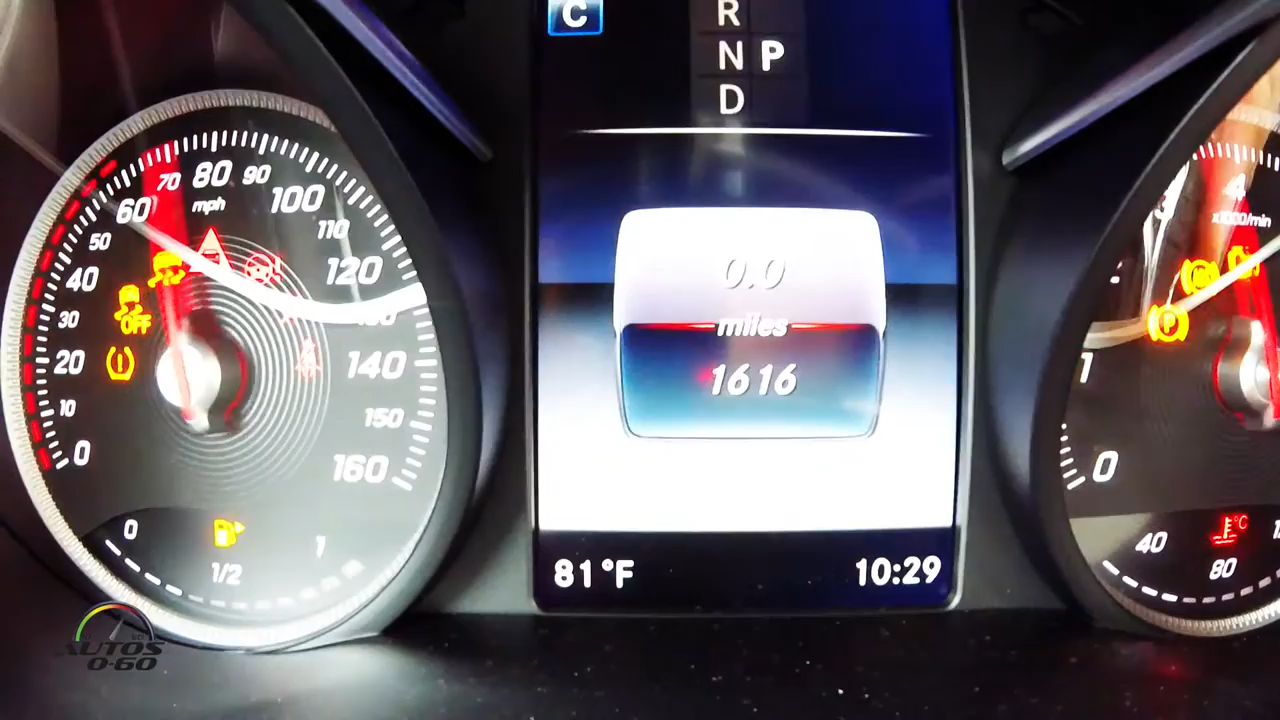 C
R
N P
D
0
10
20
30
40
50
60
70
80
90
100
110
120
140
150
160
mph
OFF
0
1/2
1
0.0
miles
1616
81°F
10:29
0
1
3
4
x1000/min
P
°C
40
80
AUTOS
0-60